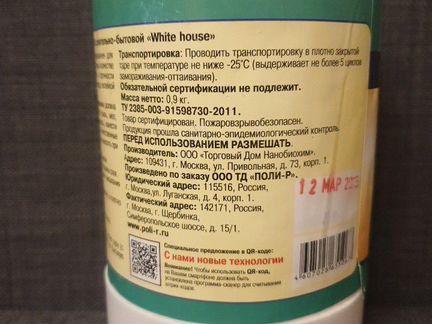 ительно-бытовой «White house»
Транспортировка: Проводить транспортировку в плотно закрытой
таре при температуре не ниже -25°С (выдерживает не более 5 циклов
замораживания-оттаивания).
Обязательной сертификации не подлежит.
Масса нетто: 0,9 кг.
ТУ 2385-003-91598730-2011.
Товар сертифицирован. Пожаровзрывобезопасен.
Продукция прошла санитарно-эпидемиологический контроль.
ПЕРЕД ИСПОЛЬЗОВАНИЕМ РАЗМЕШАТЬ.
Производитель: ООО «Торговый Дом Нанобиохим».
Адрес: 109431, г. Москва, ул. Привольная, д. 73, корп. 1.
Произведено по заказу ООО ТД «ПОЛИ-Р».
Юридический адрес: 115516, Россия,
г. Москва,ул. Луганская, д. 4, корп. 1.
Фактический адрес: 142171, Россия,
г. Москва, г. Щербинка,
Симферопольское шоссе, д. 15/1.
www.poli-r.ru
12 МАР
Специальное предложение в QR-коде:
С нами новые технологии
Внимание! Чтобы использовать QR-код,
на Вашем смартфоне должна быть
установлена программа-сканер для считывания
штрих-кодов.